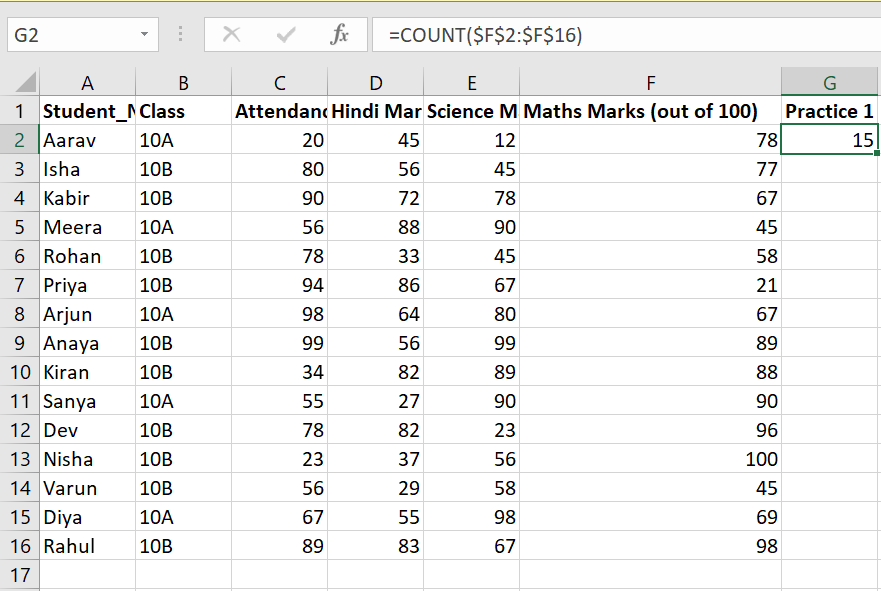 G2 fx =COUNT($F$2:$F$16)
A B C D E F G
1 Student_N Class Attendanc Hindi Mar Science M Maths Marks (out of 100) Practice 1
2 Aarav 10A 20 45 12 78 15
3 Isha 10B 80 56 45 77
4 Kabir 10B 90 72 78 67
5 Meera 10A 56 88 90 45
6 Rohan 10B 78 33 45 58
7 Priya 10B 94 86 67 21
8 Arjun 10A 98 64 80 67
9 Anaya 10B 99 56 99 89
10 Kiran 10B 34 82 89 88
11 Sanya 10A 55 27 90 90
12 Dev 10B 78 82 23 96
13 Nisha 10B 23 37 56 100
14 Varun 10B 56 29 58 45
15 Diya 10A 67 55 98 69
16 Rahul 10B 89 83 67 98
17